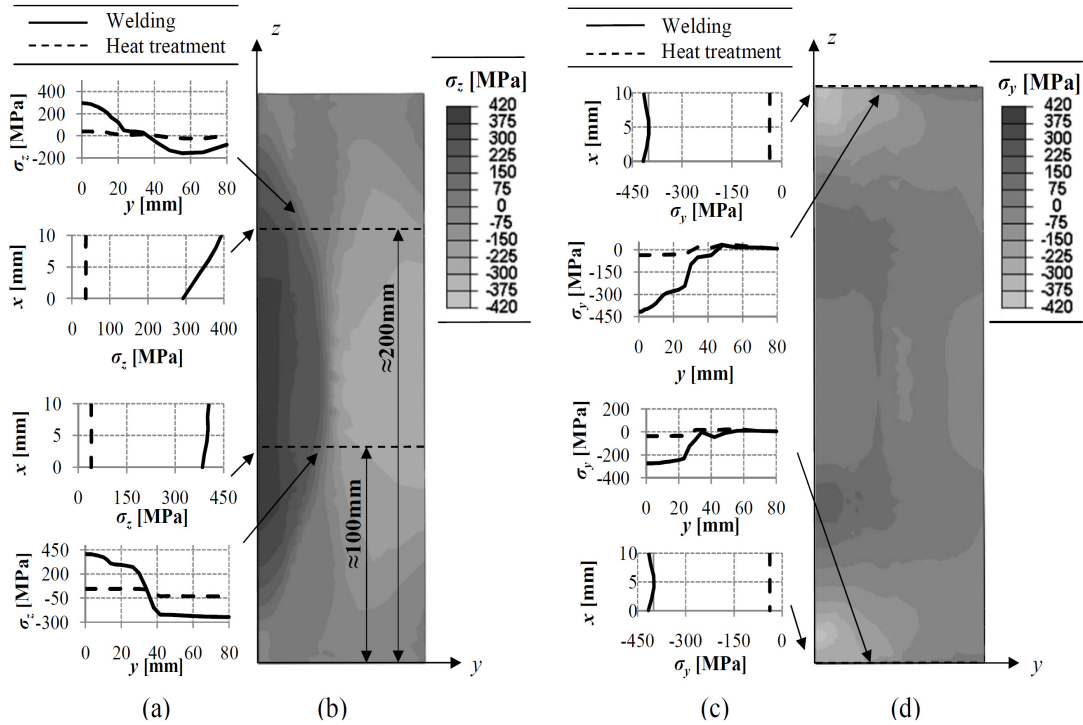 Welding
Heat treatment
400
200
0
-200
σz [MPa]
0 20 40 60 80
y [mm]
10
5
0
x [mm]
0 100 200 300 400
σz [MPa]
10
5
0
x [mm]
0 150 300 450
σz [MPa]
450
200
-50
-300
σz [MPa]
0 20 40 60 80
y [mm]
(a)
z
≈200mm
≈100mm
y
(b)
σz [MPa]
420
375
300
225
150
75
0
-75
-150
-225
-300
-375
-420
Welding
Heat treatment
10
5
0
x [mm]
-450 -300 -150 0
σy [MPa]
0
-150
-300
-450
σy [MPa]
0 20 40 60 80
y [mm]
200
0
-200
-400
σy [MPa]
0 20 40 60 80
y [mm]
10
5
0
x [mm]
-450 -300 -150 0
σy [MPa]
(c)
z
y
(d)
σy [MPa]
420
375
300
225
150
75
0
-75
-150
-225
-300
-375
-420